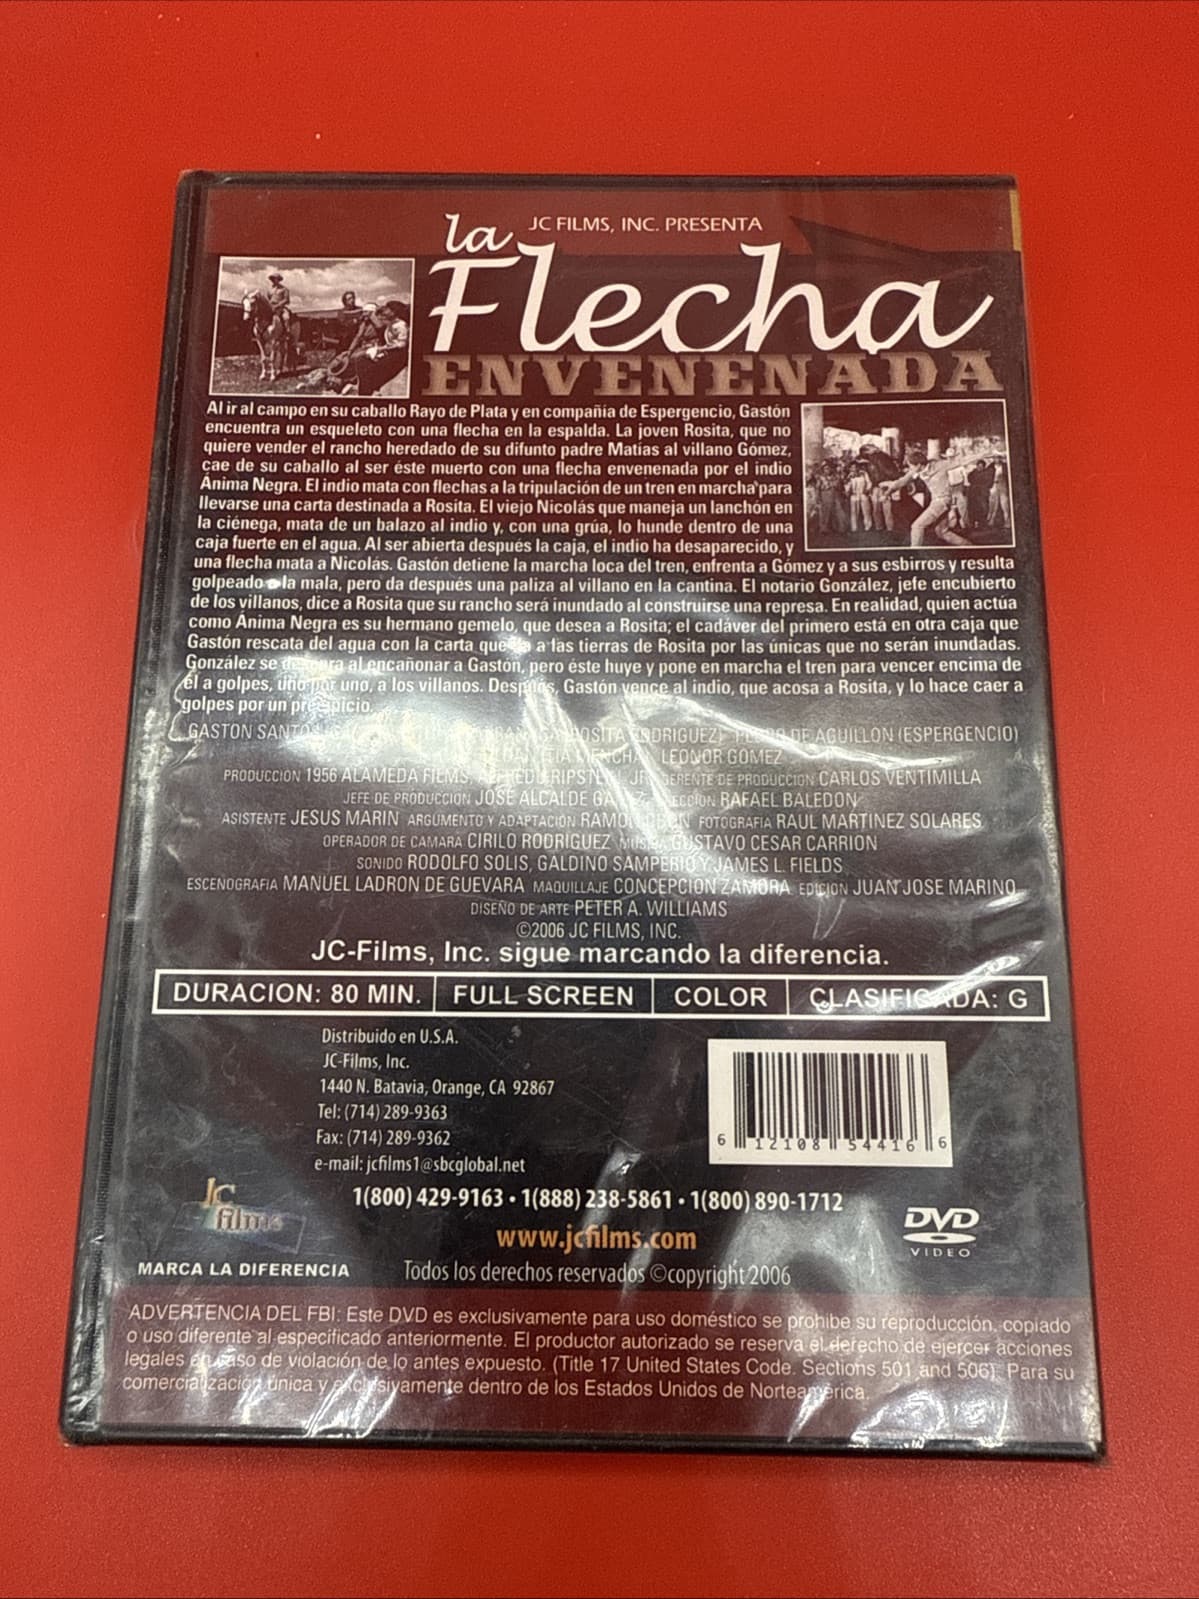 JC FILMS, INC. PRESENTA
la
Flecha
ENVENENADA
Al ir al campo en su caballo Rayo de Plata y en compañia de Espergencio, Gastón
encuentra un esqueleto con una flecha en la espalda. La joven Rosita, que no
quiere vender el rancho heredado de su difunto padre Matías al villano Gómez,
cae de su caballo al ser éste muerto con una flecha envenenada por el indio
Ánima Negra. El indio mata con flechas a la tripulación de un tren en marcha para
llevarse una carta destinada a Rosita. El viejo Nicolás que maneja un lanchón en
la ciénega, mata de un balazo al indio y, con una grúa, lo hunde dentro de una
caja fuerte en el agua. Al ser abierta después la caja, el indio ha desaparecido, y
una flecha mata a Nicolás. Gastón detiene la marcha loca del tren, enfrenta a Gómez y a sus esbirros y resulta
golpeado a la mala, pero da después una paliza al villano en la cantina. El notario González, jefe encubierto
de los villanos, dice a Rosita que su rancho será inundado al construirse una represa. En realidad, quien actúa
como Ánima Negra es su hermano gemelo, que desea a Rosita; el cadáver del primero está en otra caja que
Gastón rescata del agua con la carta que a las tierras de Rosita por las únicas que no serán inundadas.
González se al encañonar a Gastón, pero éste huye y pone en marcha el tren para vencer encima de
él a golpes, uno por uno, a los villanos. Después, Gastón vence al indio, que acosa a Rosita, y lo hace caer a
golpes por un precipicio.
GASTON SANTOS RODRIGUEZ) DE AGUILLON (ESPERGENCIO)
MENCHA LEONOR GOMEZ
PRODUCCION 1956 ALAMEDA FILMS, ALFREDO RIPSTEIN, JR. GERENTE DE PRODUCCION CARLOS VENTIMILLA
JEFE DE PRODUCCION JOSE ALCALDE RAFAEL BALEDON
ASISTENTE JESUS MARIN ARGUMENTO Y ADAPTACION RAMON FOTOGRAFIA RAUL MARTINEZ SOLARES
OPERADOR DE CAMARA CIRILO RODRIGUEZ MUSICA GUSTAVO CESAR CARRION
SONIDO RODOLFO SOLIS, GALDINO SAMPERIO Y JAMES L. FIELDS
ESCENOGRAFIA MANUEL LADRON DE GUEVARA MAQUILLAJE CONCEPCION ZAMORA EDICION JUAN JOSE MARINO
DISEÑO DE ARTE PETER A. WILLIAMS
©2006 JC FILMS, INC.
JC-Films, Inc. sigue marcando la diferencia.
DURACION: 80 MIN. FULL SCREEN COLOR CLASIFICADA: G
Distribuido en U.S.A.
JC-Films, Inc.
1440 N. Batavia, Orange, CA 92867
Tel: (714) 289-9363
Fax: (714) 289-9362
e-mail: jcfilms1@sbcglobal.net
6 12108 54416 6
1(800) 429-9163 • 1(888) 238-5861 • 1(800) 890-1712
www.jcfilms.com
JC
films
MARCA LA DIFERENCIA
DVD
VIDEO
Todos los derechos reservados ©copyright 2006
ADVERTENCIA DEL FBI: Este DVD es exclusivamente para uso doméstico se prohibe su reproducción, copiado
o uso diferente al especificado anteriormente. El productor autorizado se reserva el derecho de ejercer acciones
legales en caso de violación de lo antes expuesto. (Title 17 United States Code. Sections 501 and 506). Para su
comercialización única y exclusivamente dentro de los Estados Unidos de Norteamérica.